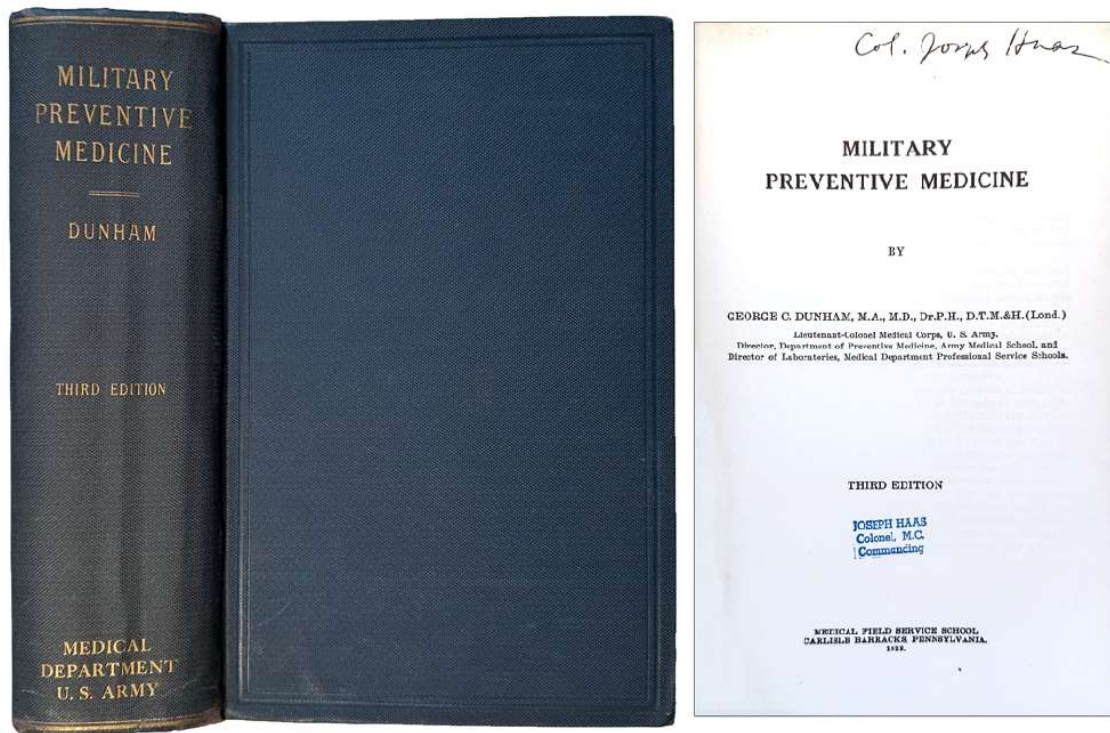 MILITARY
PREVENTIVE
MEDICINE
DUNHAM
THIRD EDITION
MEDICAL
DEPARTMENT
U. S. ARMY
Col. Joseph Haas
MILITARY
PREVENTIVE MEDICINE
BY
GEORGE C. DUNHAM, M.A., M.D., Dr.P.H., D.T.M.&H. (Lond.)
Lieutenant-Colonel Medical Corps, U. S. Army.
Director, Department of Preventive Medicine, Army Medical School, and
Director of Laboratories, Medical Department Professional Service Schools.
THIRD EDITION
JOSEPH HAAS
Colonel, M.C.
Commanding
MEDICAL FIELD SERVICE SCHOOL
CARLISLE BARRACKS, PENNSYLVANIA.